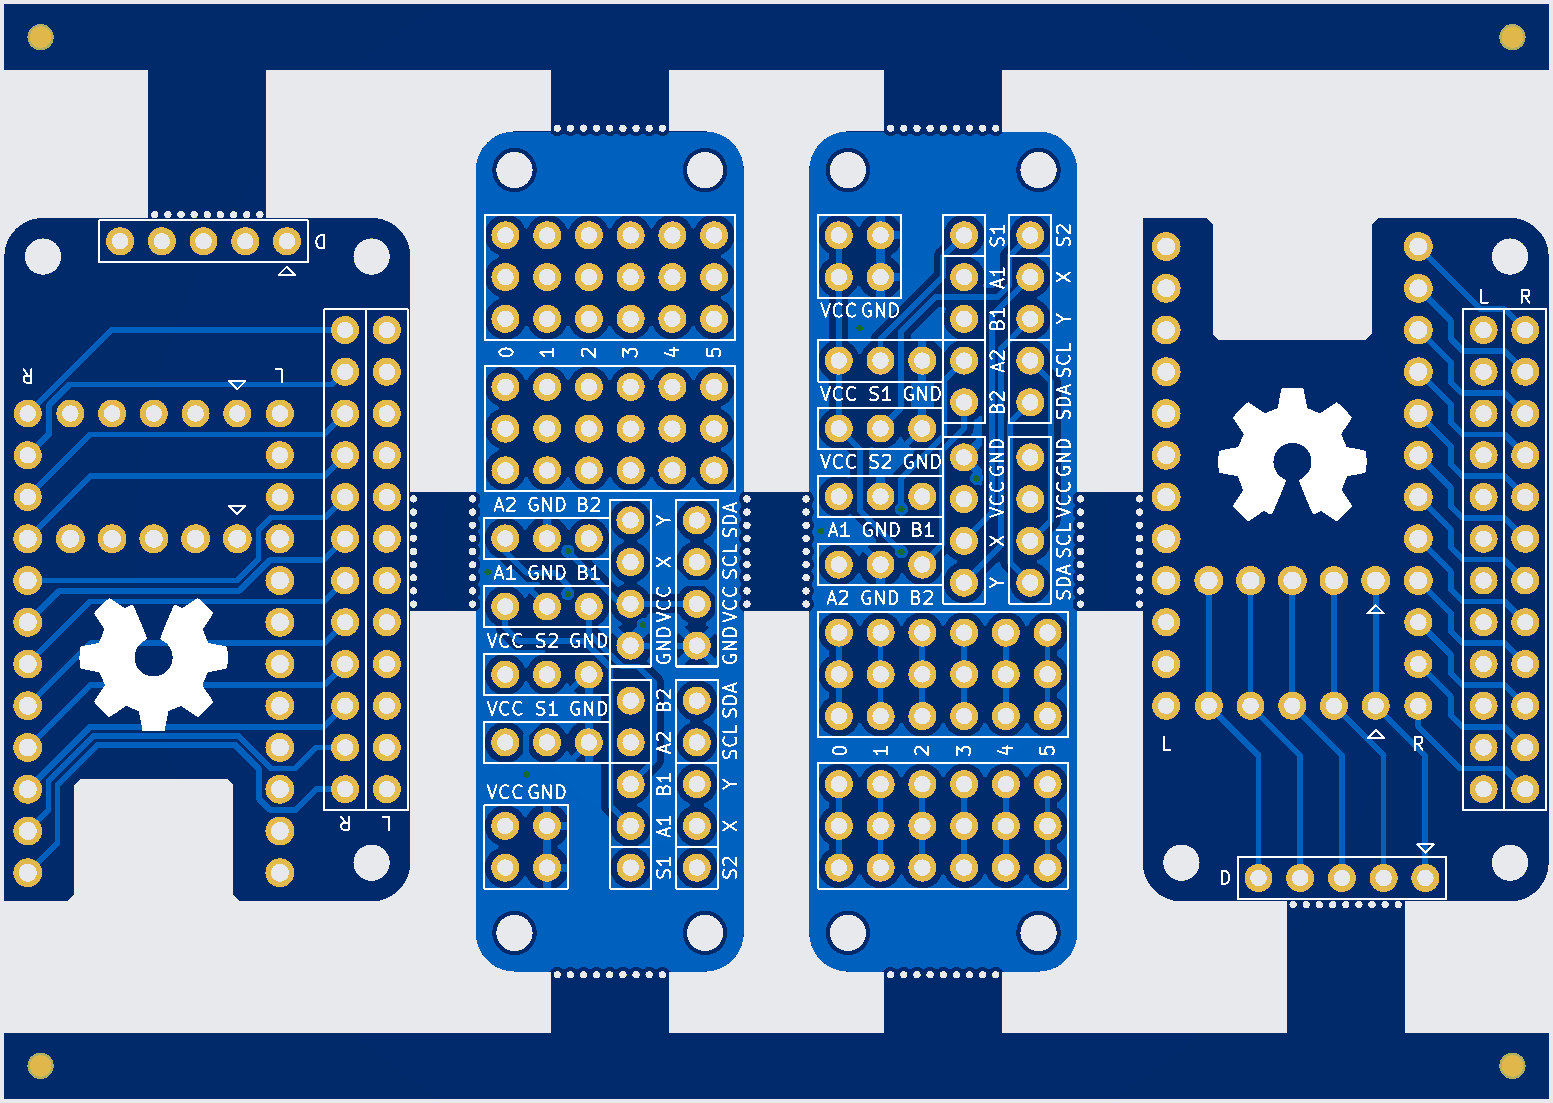 D
R
L
R
L
0 1 2 3 4 5
A2 GND B2
A1 GND B1
VCC S2 GND
VCC S1 GND
VCC GND
Y
X
VCC
GND
SDA
SCL
VCC
GND
B2
A2
B1
A1
S1
SDA
SCL
Y
X
S2
VCC GND
VCC S1 GND
VCC S2 GND
A1 GND B1
A2 GND B2
S1
A1
B1
A2
B2
GND
VCC
X
Y
S2
X
Y
SCL
SDA
GND
VCC
SCL
SDA
0 1 2 3 4 5
L R
L R
D